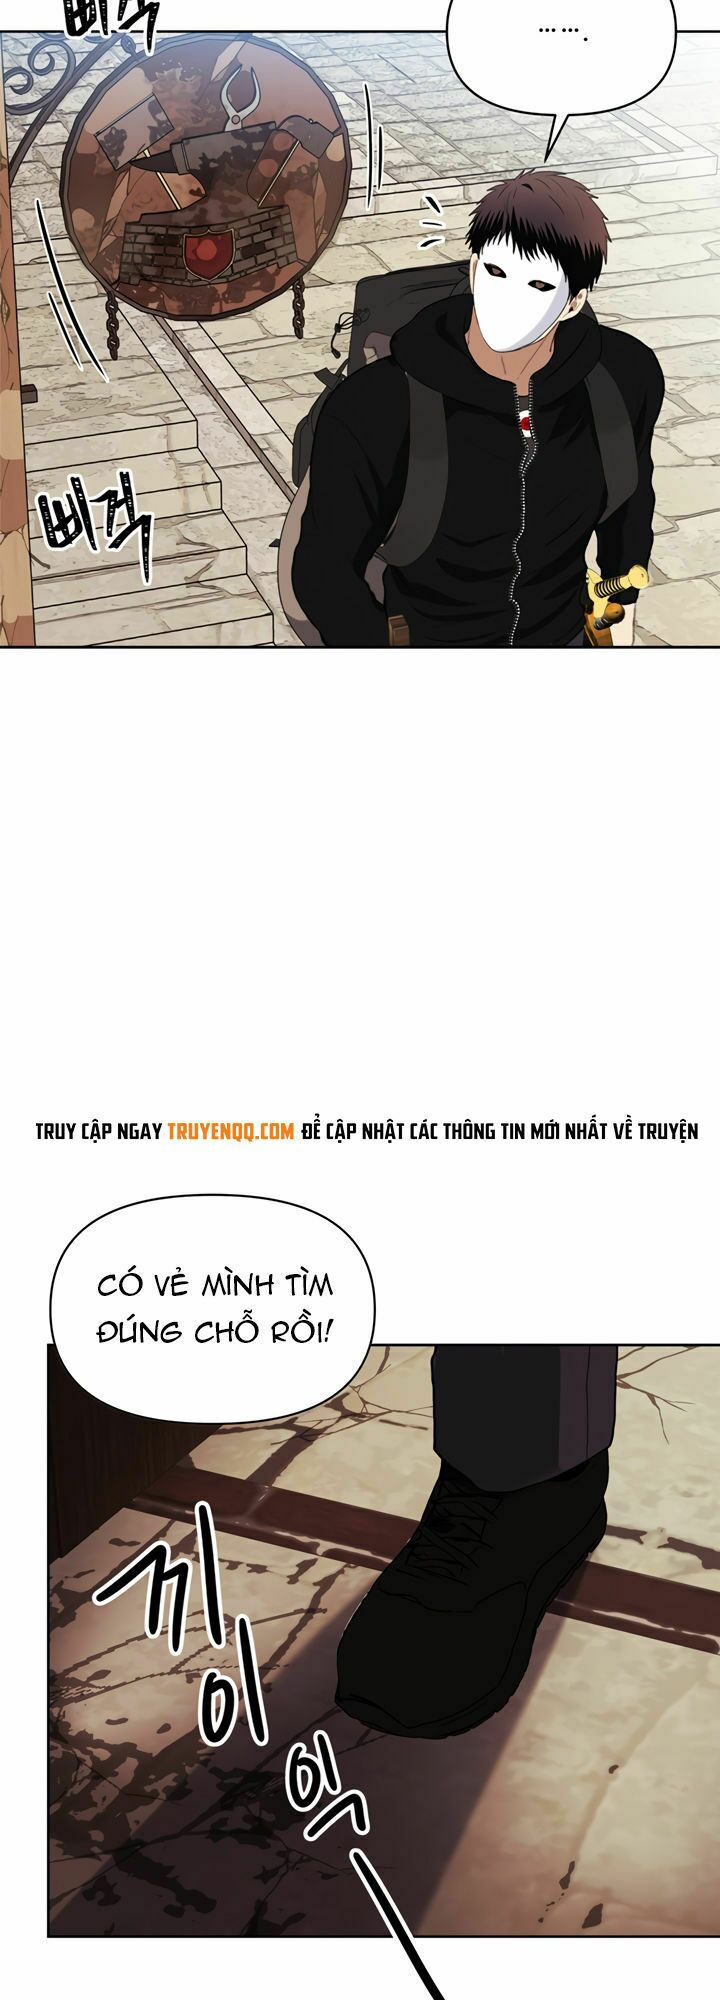 삐걱
……….
삐걱
TRUY CẬP NGAY TRUYENQQ.COM ĐỂ CẬP NHẬT CÁC THÔNG TIN MỚI NHẤT VỀ TRUYỆN
CÓ VẺ MÌNH TÌM
ĐÚNG CHỖ RỒI!
끼
이
익